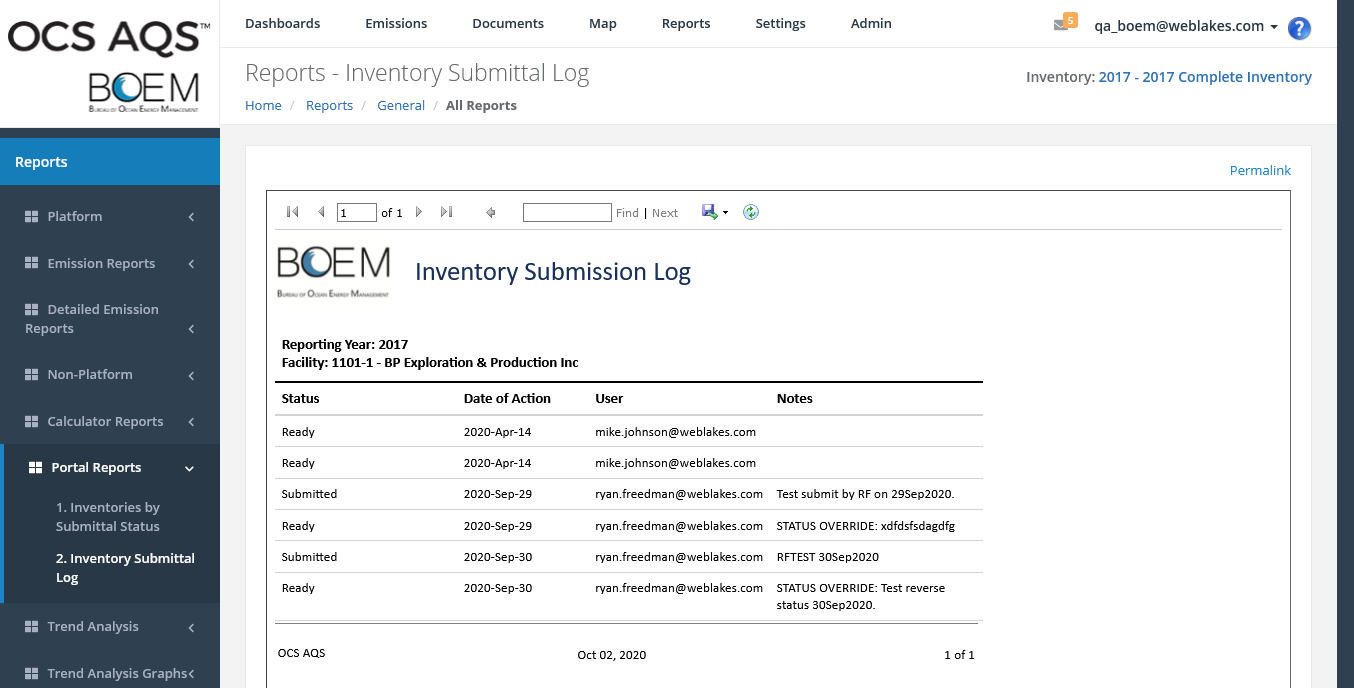 OCS AQS™
BOEM
BUREAU OF OCEAN ENERGY MANAGEMENT
Dashboards Emissions Documents Map Reports Settings Admin
5 qa_boem@weblakes.com ?
Reports - Inventory Submittal Log
Inventory: 2017 - 2017 Complete Inventory
Home / Reports / General / All Reports
Reports
Platform
Emission Reports
Detailed Emission
Reports
Non-Platform
Calculator Reports
Portal Reports
1. Inventories by
Submittal Status
2. Inventory Submittal
Log
Trend Analysis
Trend Analysis Graphs
Permalink
1 of 1 Find | Next
BOEM
BUREAU OF OCEAN ENERGY MANAGEMENT
Inventory Submission Log
Reporting Year: 2017
Facility: 1101-1 - BP Exploration & Production Inc
Status Date of Action User Notes
Ready 2020-Apr-14 mike.johnson@weblakes.com
Ready 2020-Apr-14 mike.johnson@weblakes.com
Submitted 2020-Sep-29 ryan.freedman@weblakes.com Test submit by RF on 29Sep2020.
Ready 2020-Sep-29 ryan.freedman@weblakes.com STATUS OVERRIDE: xdfdsfsdagdfg
Submitted 2020-Sep-30 ryan.freedman@weblakes.com RFTEST 30Sep2020
Ready 2020-Sep-30 ryan.freedman@weblakes.com STATUS OVERRIDE: Test reverse
status 30Sep2020.
OCS AQS Oct 02, 2020 1 of 1